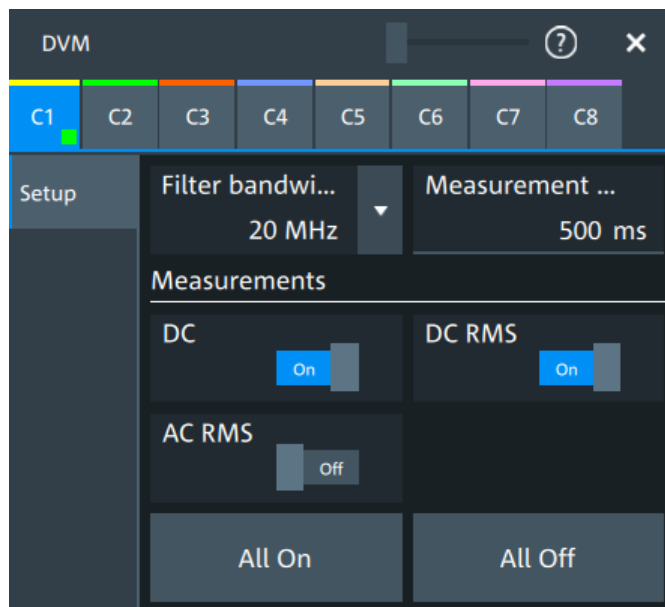 DVM ? ×
C1 C2 C3 C4 C5 C6 C7 C8
Setup
Filter bandwi... Measurement ...
20 MHz 500 ms
Measurements
DC DC RMS
On On
AC RMS
Off
All On All Off